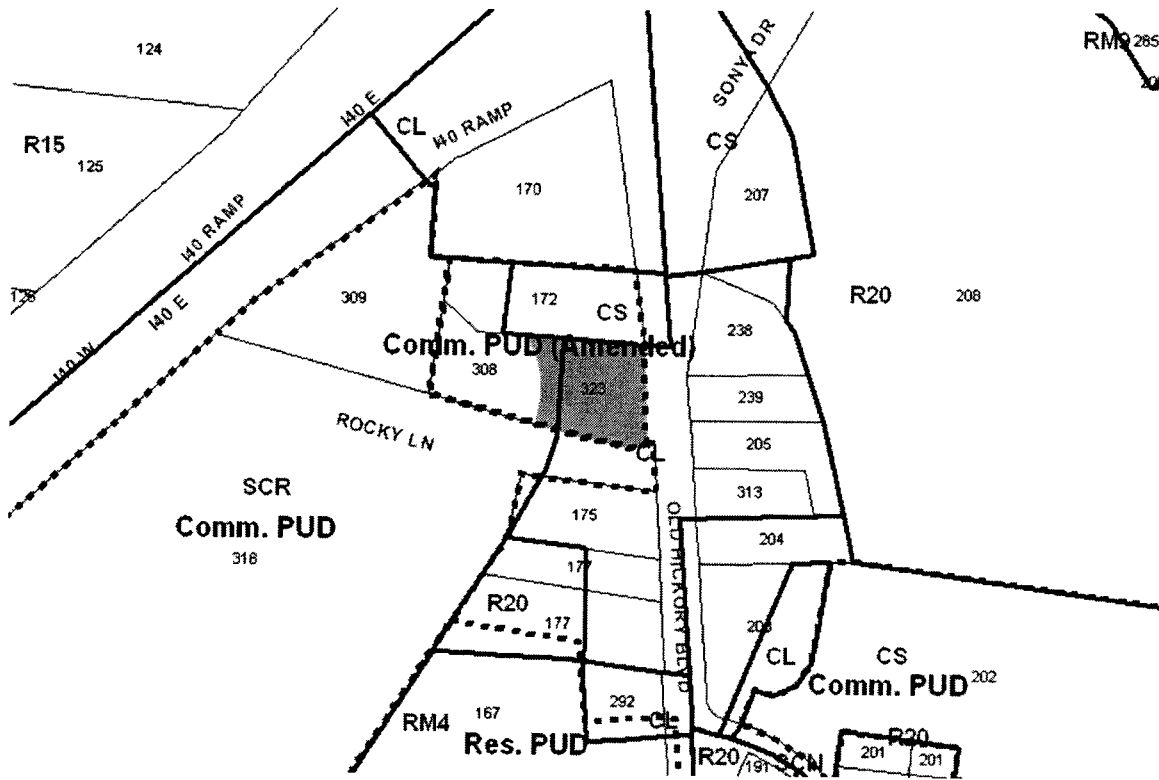 124
I40 E
CL
I40 RAMP
SONYA DR
RM9
285
R15
125
CS
170
207
I40 RAMP
I40 E
309
172
CS
R20
208
I40 W
Comm. PUD (Amended)
238
308
323
239
ROCKY LN
CL
205
SCR
313
Comm. PUD
175
OLD HICKORY BLVD
204
318
177
R20
177
CL
CS
Comm. PUD
202
292
RM4
167
CL
Res. PUD
R20
R20
201
201
191
SCN